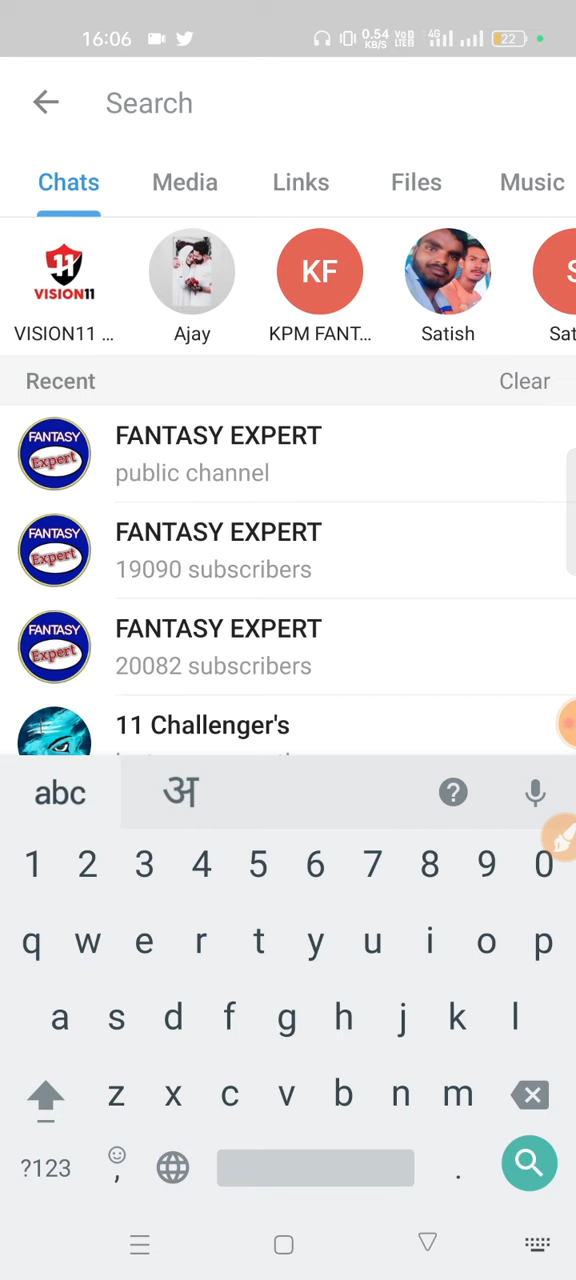 16:06 0.54 KB/S VoD LTE 4G 22
Search
Chats Media Links Files Music
11
VISION11
KF
S
VISION11 ... Ajay KPM FANT... Satish Sat
Recent Clear
FANTASY Expert
FANTASY EXPERT
public channel
FANTASY Expert
FANTASY EXPERT
19090 subscribers
FANTASY Expert
FANTASY EXPERT
20082 subscribers
11 Challenger's
abc अ ?
1 2 3 4 5 6 7 8 9 0
q w e r t y u i o p
a s d f g h j k l
z x c v b n m
?123 , .